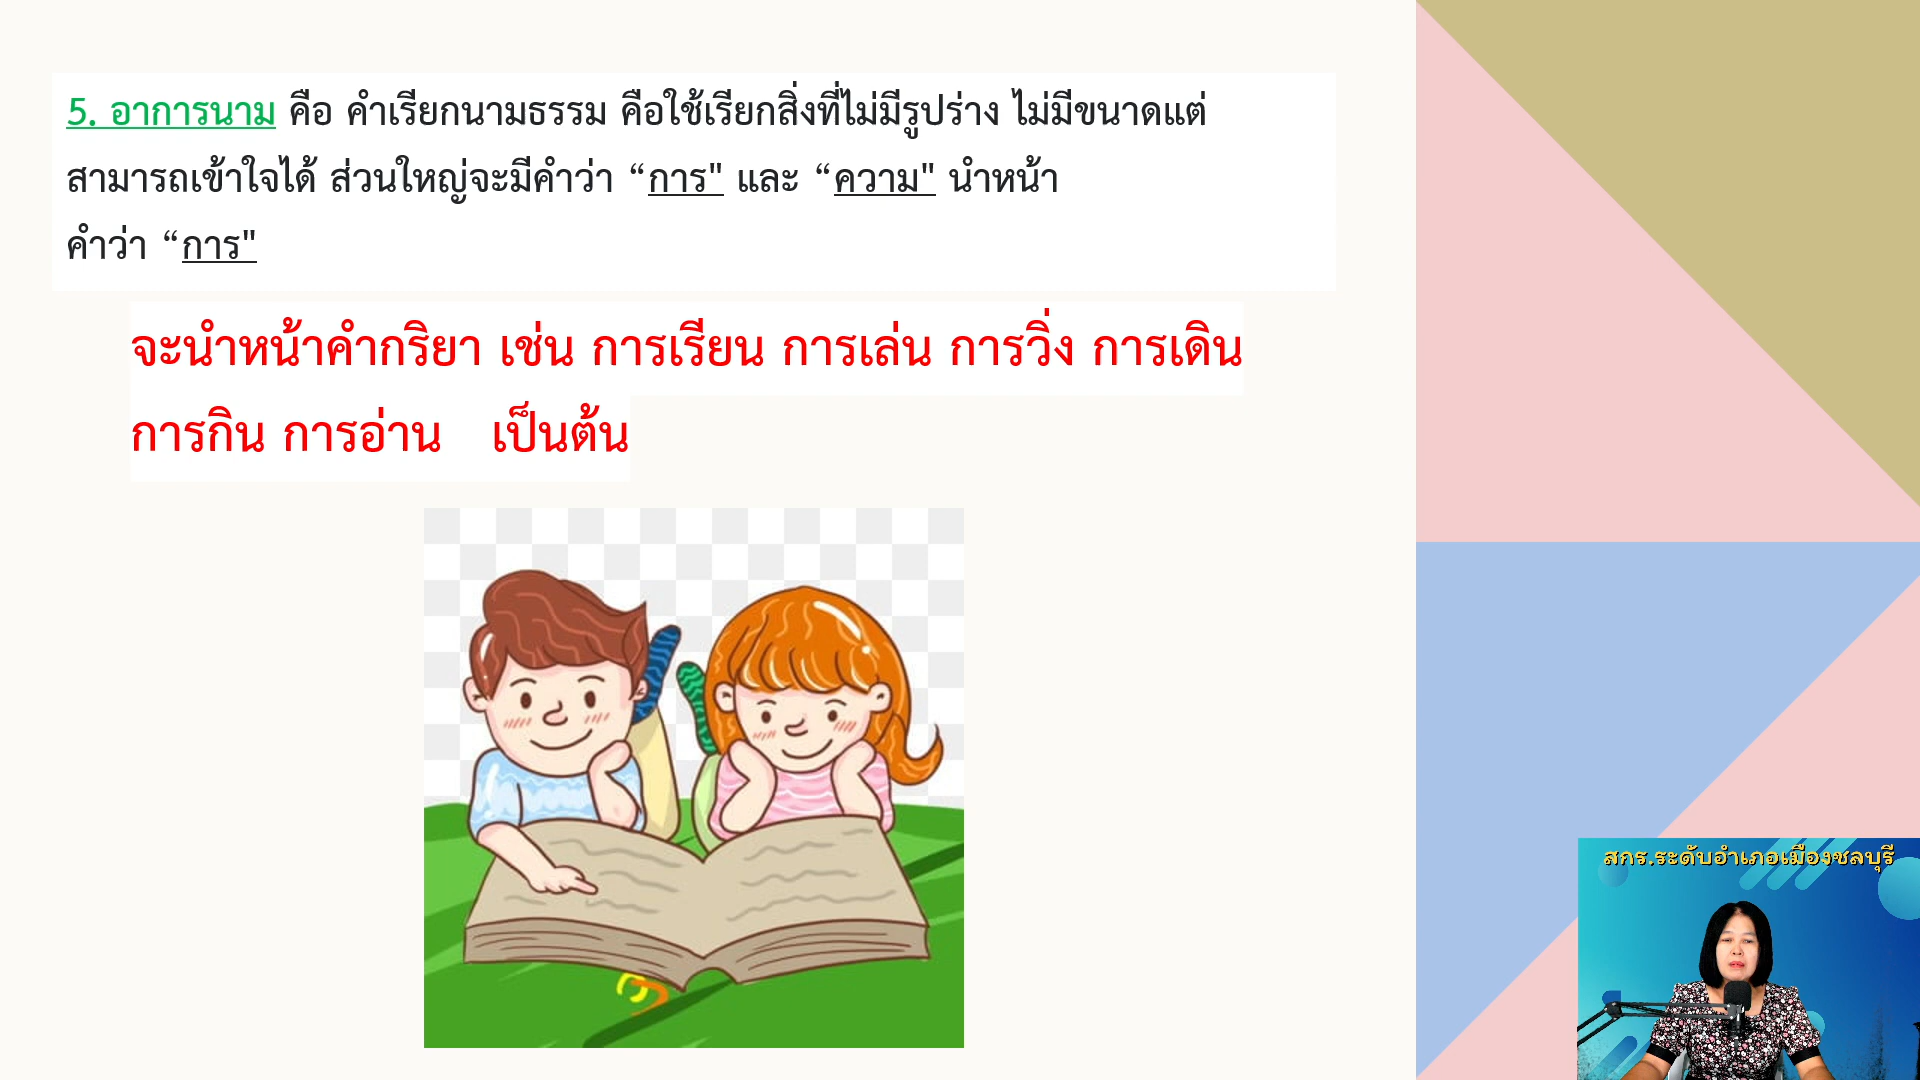 5. อาการนาม คือ คำเรียกนามธรรม คือใช้เรียกสิ่งที่ไม่มีรูปร่าง ไม่มีขนาดแต่
สามารถเข้าใจได้ ส่วนใหญ่จะมีคำว่า “การ" และ “ความ" นำหน้า
คำว่า “การ"
จะนำหน้าคำกริยา เช่น การเรียน การเล่น การวิ่ง การเดิน
การกิน การอ่าน เป็นต้น
สกร.ระดับอำเภอเมืองชลบุรี